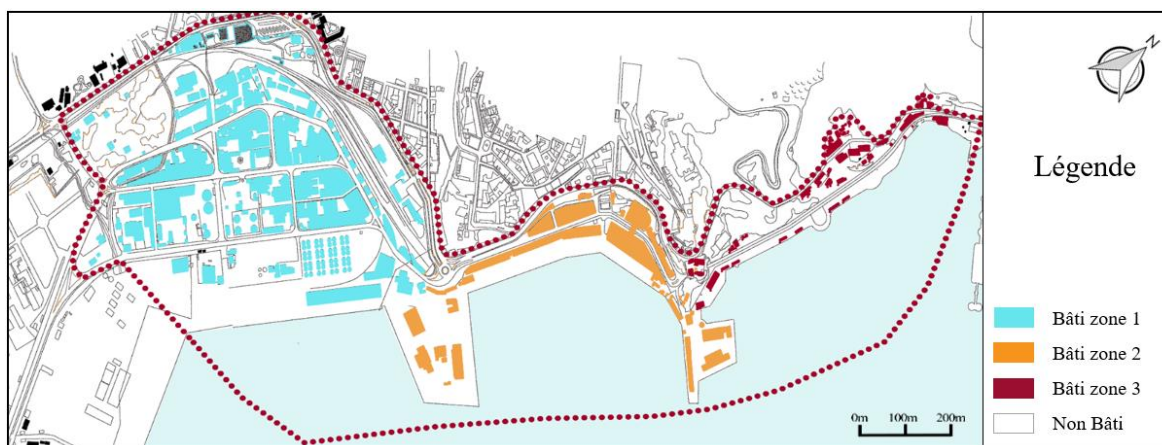 N
Légende
Bâti zone 1
Bâti zone 2
Bâti zone 3
Non Bâti
0m 100m 200m